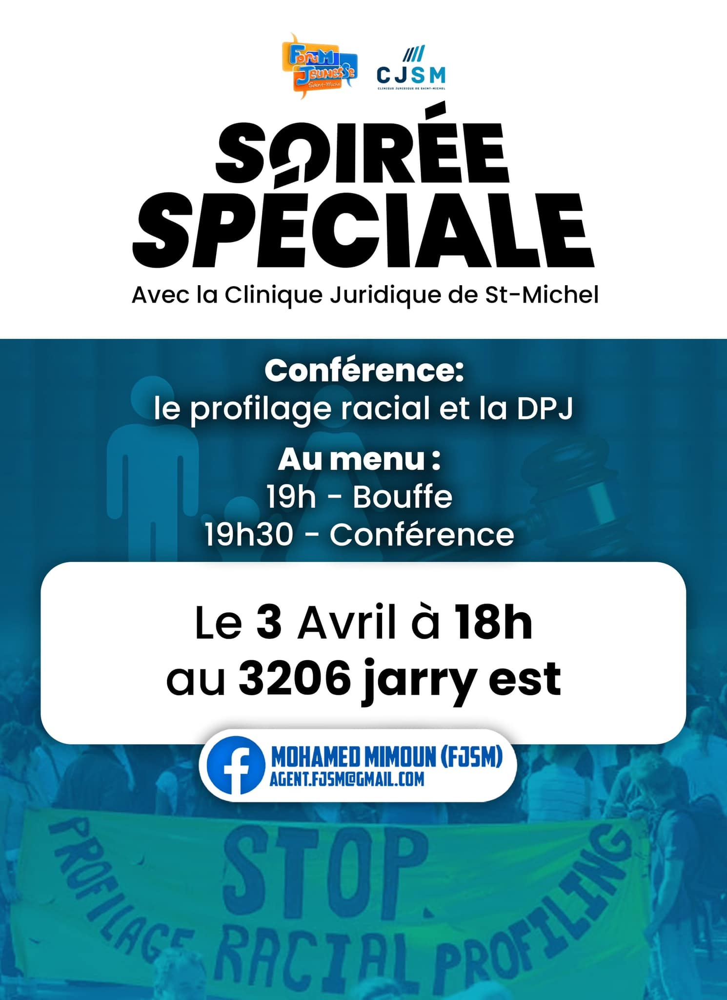 Forum
Jeunesse
Saint-Michel
CJSM
CLINIQUE JURIDIQUE DE SAINT-MICHEL
SOIRÉE
SPÉCIALE
Avec la Clinique Juridique de St-Michel
Conférence:
le profilage racial et la DPJ
Au menu :
19h - Bouffe
19h30 - Conférence
Le 3 Avril à 18h
au 3206 jarry est
MOHAMED MIMOUN (FJSM)
AGENT.FJSM@GMAIL.COM
STOP
PROFILAGE RACIAL PROFILING